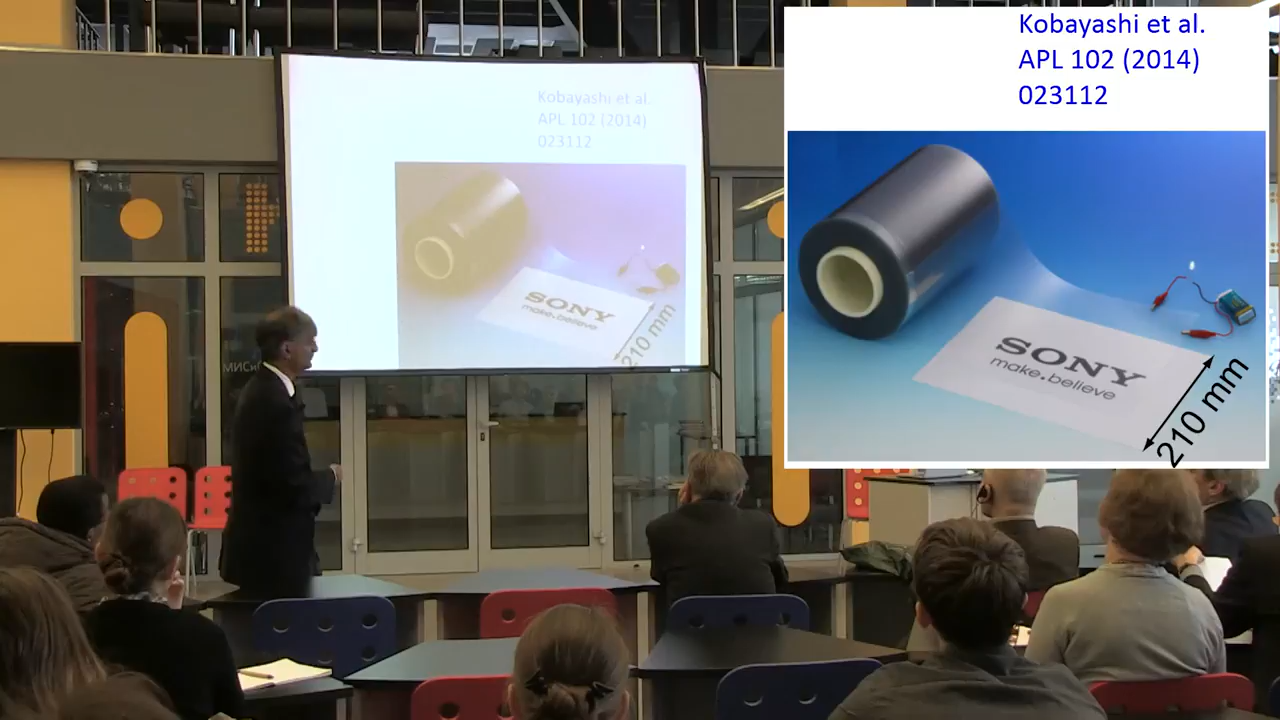 Kobayashi et al.
APL 102 (2014)
023112
SONY
make.believe
210 mm
Kobayashi et al.
APL 102 (2014)
023112
SONY
make.believe
210 mm